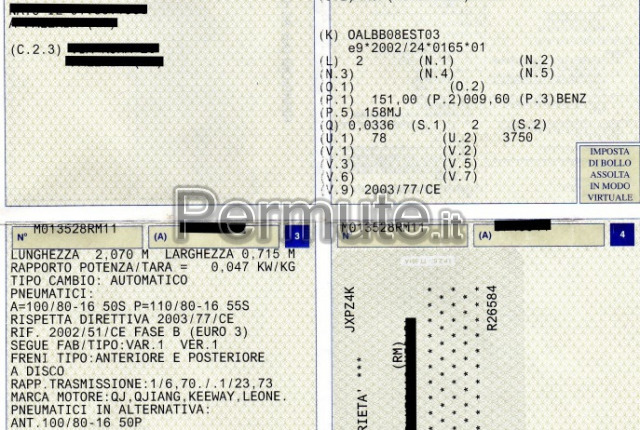 (C.2.3)
(K) OALBB08EST03
e9*2002/24*0165*01
(L) 2 (N.1) (N.2)
(N.3) (N.4) (N.5)
(O.1) (O.2)
(P.1) 151,00 (P.2)009,60 (P.3)BENZ
(P.5) 158MJ
(Q) 0,0336 (S.1) 2 (S.2)
(U.1) 78 (U.2) 3750
(V.1) (V.2)
(V.3) (V.5)
(V.6) (V.7)
(V.9) 2003/77/CE
IMPOSTA
DI BOLLO
ASSOLTA
IN MODO
VIRTUALE
Permute.it
N° M013528RM11 (A) 3
LUNGHEZZA 2,070 M LARGHEZZA 0,715 M
RAPPORTO POTENZA/TARA = 0,047 KW/KG
TIPO CAMBIO: AUTOMATICO
PNEUMATICI:
A=100/80-16 50S P=110/80-16 55S
RISPETTA DIRETTIVA 2003/77/CE
RIF. 2002/51/CE FASE B (EURO 3)
SEGUE FAB/TIPO:VAR.1 VER.1
FRENI TIPO:ANTERIORE E POSTERIORE
A DISCO
RAPP.TRASMISSIONE:1/6,70./.1/23,73
MARCA MOTORE:QJ,QJIANG,KEEWAY,LEONE.
PNEUMATICI IN ALTERNATIVA:
ANT.100/80-16 50P
N° M013528RM11 (A) 4
JXPZ4K
(RM)
R26584